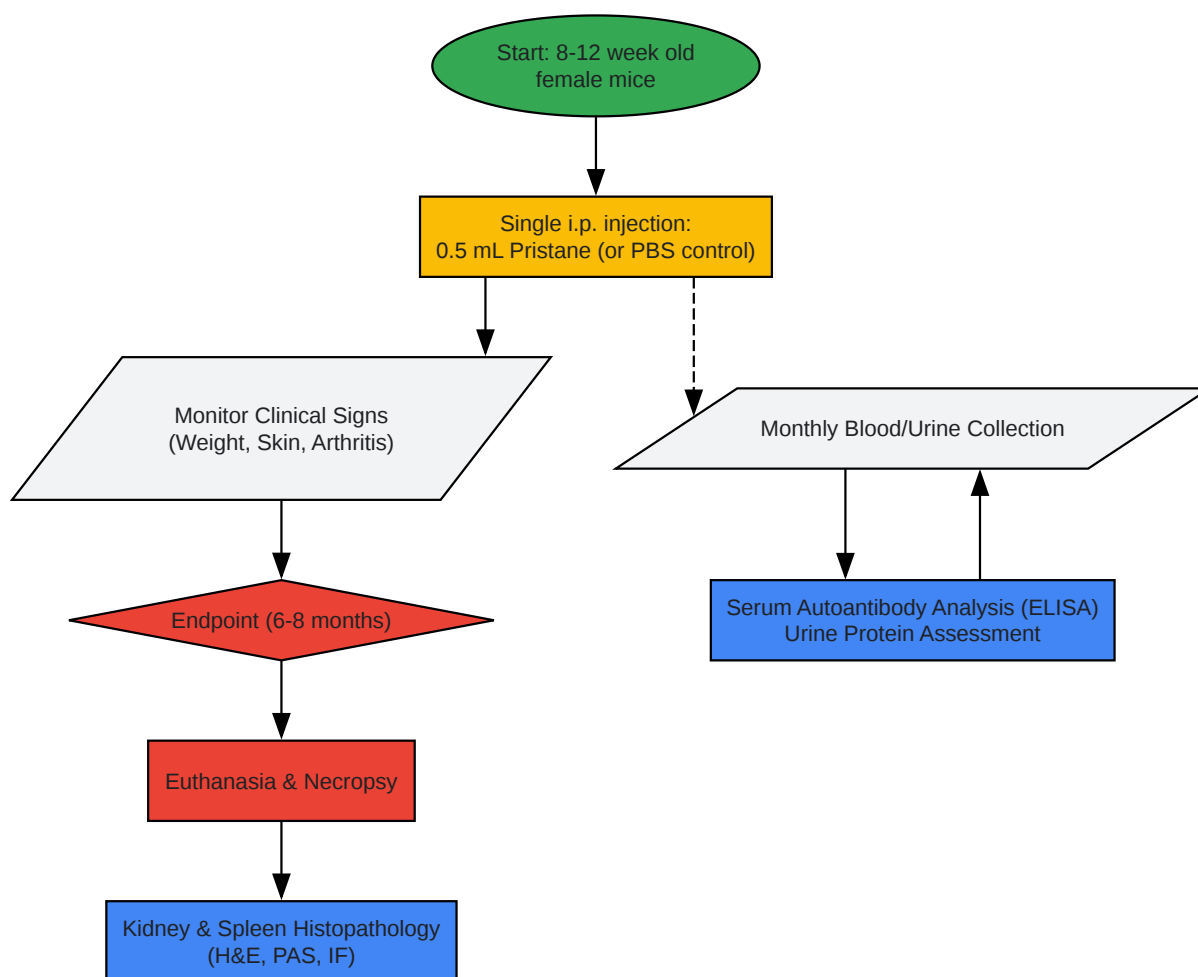 Start: 8-12 week old
female mice
Single i.p. injection:
0.5 mL Pristane (or PBS control)
Monitor Clinical Signs
(Weight, Skin, Arthritis)
Monthly Blood/Urine Collection
Endpoint (6-8 months)
Serum Autoantibody Analysis (ELISA)
Urine Protein Assessment
Euthanasia & Necropsy
Kidney & Spleen Histopathology
(H&E, PAS, IF)